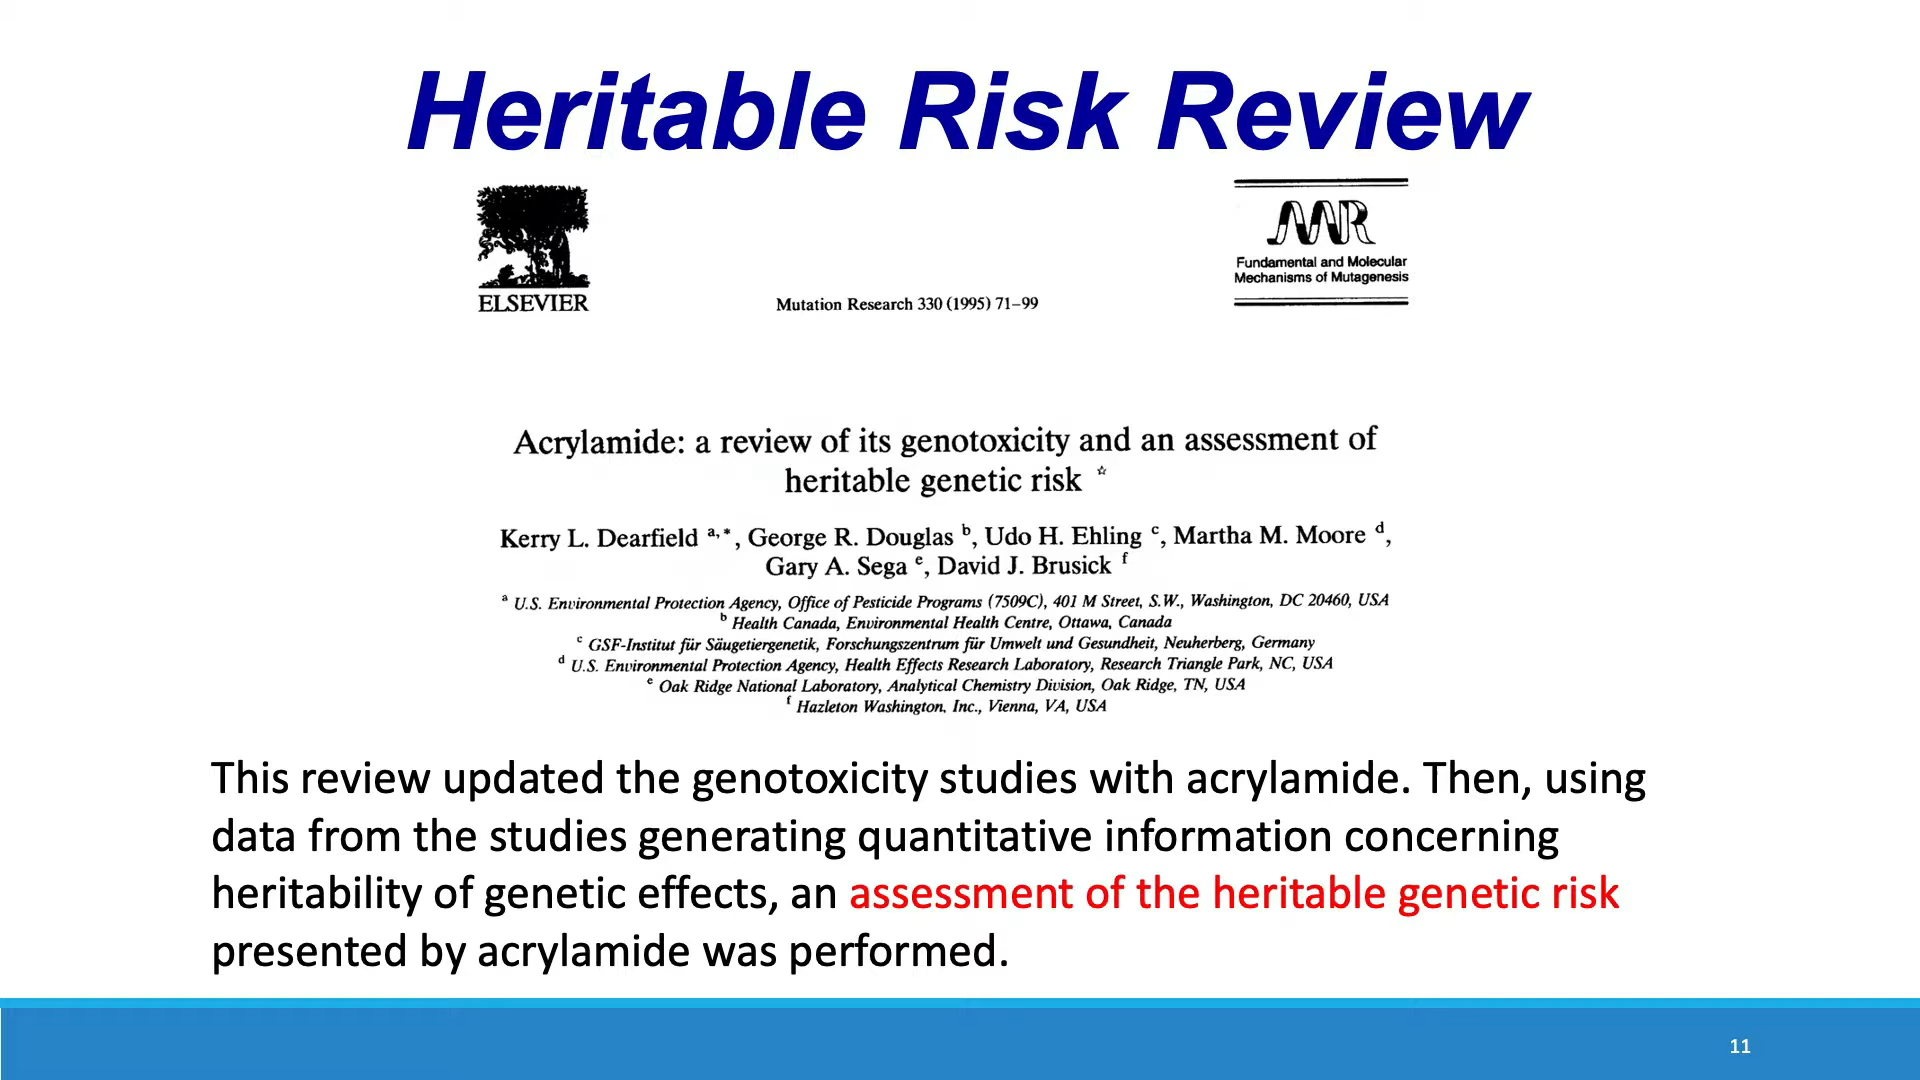 Heritable Risk Review
ELSEVIER
Mutation Research 330 (1995) 71–99
MR
Fundamental and Molecular
Mechanisms of Mutagenesis
Acrylamide: a review of its genotoxicity and an assessment of
heritable genetic risk ☆
Kerry L. Dearfield a,*, George R. Douglas b, Udo H. Ehling c, Martha M. Moore d,
Gary A. Sega e, David J. Brusick f
a U.S. Environmental Protection Agency, Office of Pesticide Programs (7509C), 401 M Street, S.W., Washington, DC 20460, USA
b Health Canada, Environmental Health Centre, Ottawa, Canada
c GSF-Institut für Säugetiergenetik, Forschungszentrum für Umwelt und Gesundheit, Neuherberg, Germany
d U.S. Environmental Protection Agency, Health Effects Research Laboratory, Research Triangle Park, NC, USA
e Oak Ridge National Laboratory, Analytical Chemistry Division, Oak Ridge, TN, USA
f Hazleton Washington, Inc., Vienna, VA, USA
This review updated the genotoxicity studies with acrylamide. Then, using
data from the studies generating quantitative information concerning
heritability of genetic effects, an assessment of the heritable genetic risk
presented by acrylamide was performed.
11